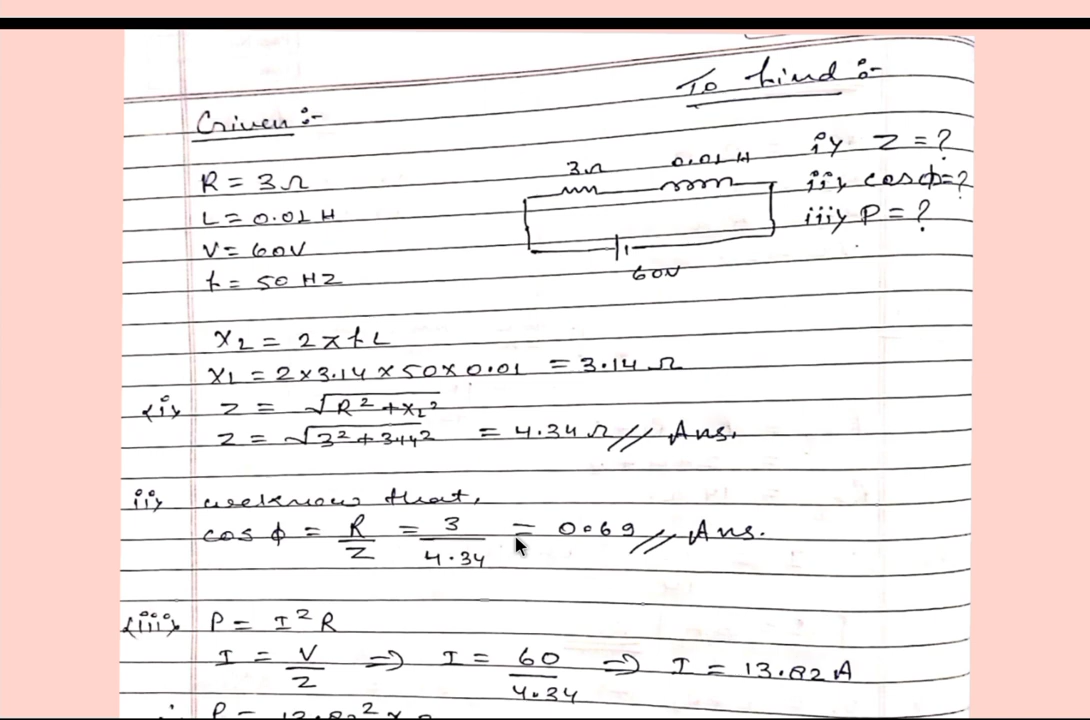 To find :-
Given :-
3Ω 0.01 H
i) Z = ?
R = 3Ω
ii) cos ϕ = ?
L = 0.01 H
iii) P = ?
V = 60V
60V
f = 50 HZ
XL = 2πfL
XL = 2×3.14×50×0.01 = 3.14 Ω
(i) Z = √R²+XL²
Z = √3²+3.14² = 4.34Ω // Ans.
ii) we know that,
cos ϕ = R/Z = 3/4.34 = 0.69 // Ans.
(iii) P = I²R
I = V/Z ⇒ I = 60/4.34 ⇒ I = 13.82 A
∴ P =